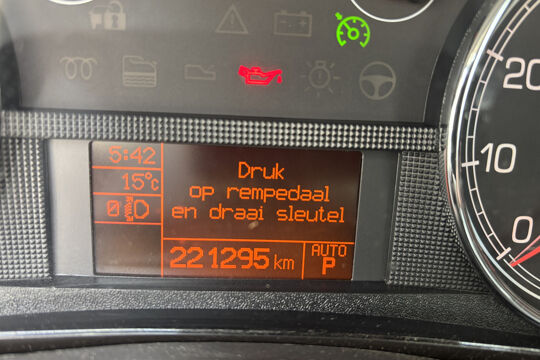 5:42
15°C
0
Druk
op rempedaal
en draai sleutel
221295 km
AUTO
P
20
10
0